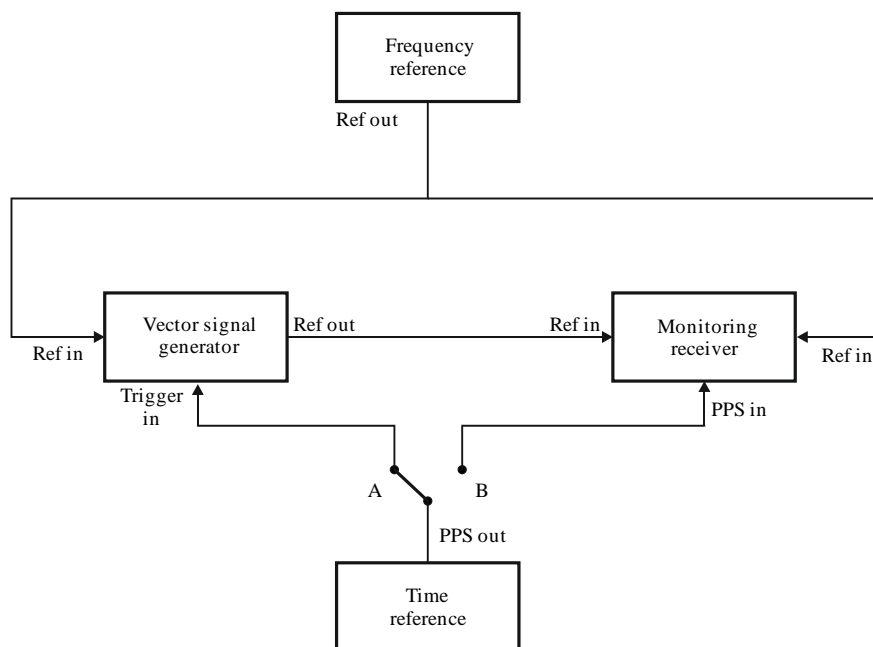 Frequency
reference
Ref out
Vector signal
generator
Ref out
Ref in
Monitoring
receiver
Ref in
Ref in
Trigger
in
PPS in
A
B
PPS out
Time
reference